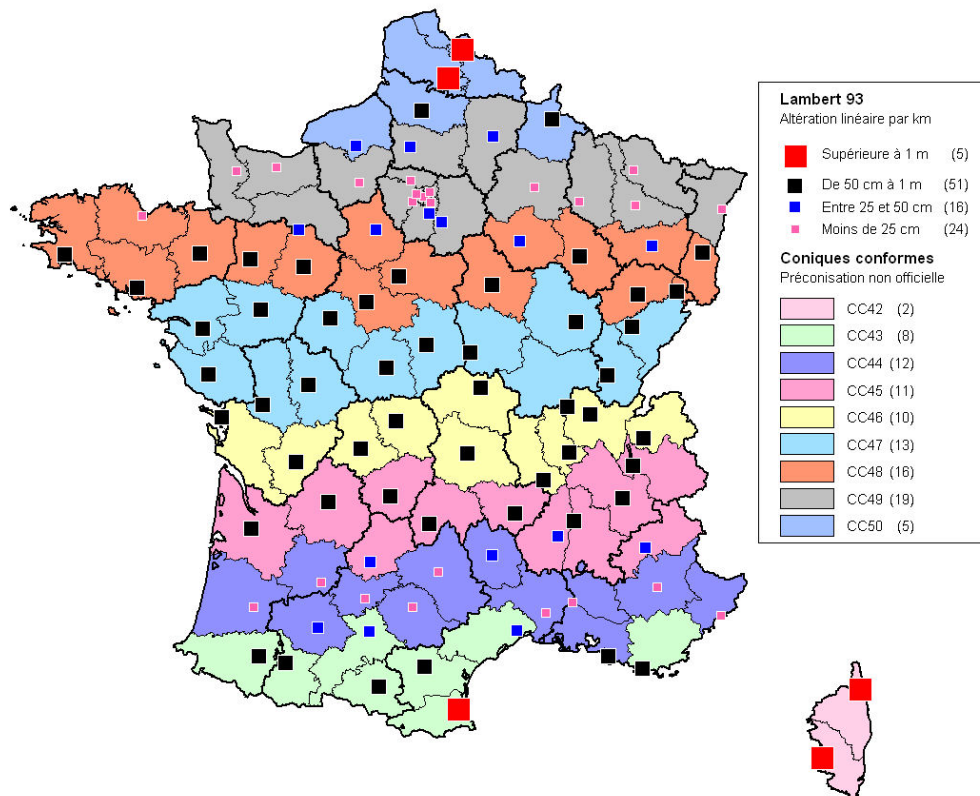 Lambert 93
Altération linéaire par km
Supérieure à 1 m (5)
De 50 cm à 1 m (51)
Entre 25 et 50 cm (16)
Moins de 25 cm (24)
Coniques conformes
Préconisation non officielle
CC42 (2)
CC43 (8)
CC44 (12)
CC45 (11)
CC46 (10)
CC47 (13)
CC48 (16)
CC49 (19)
CC50 (5)